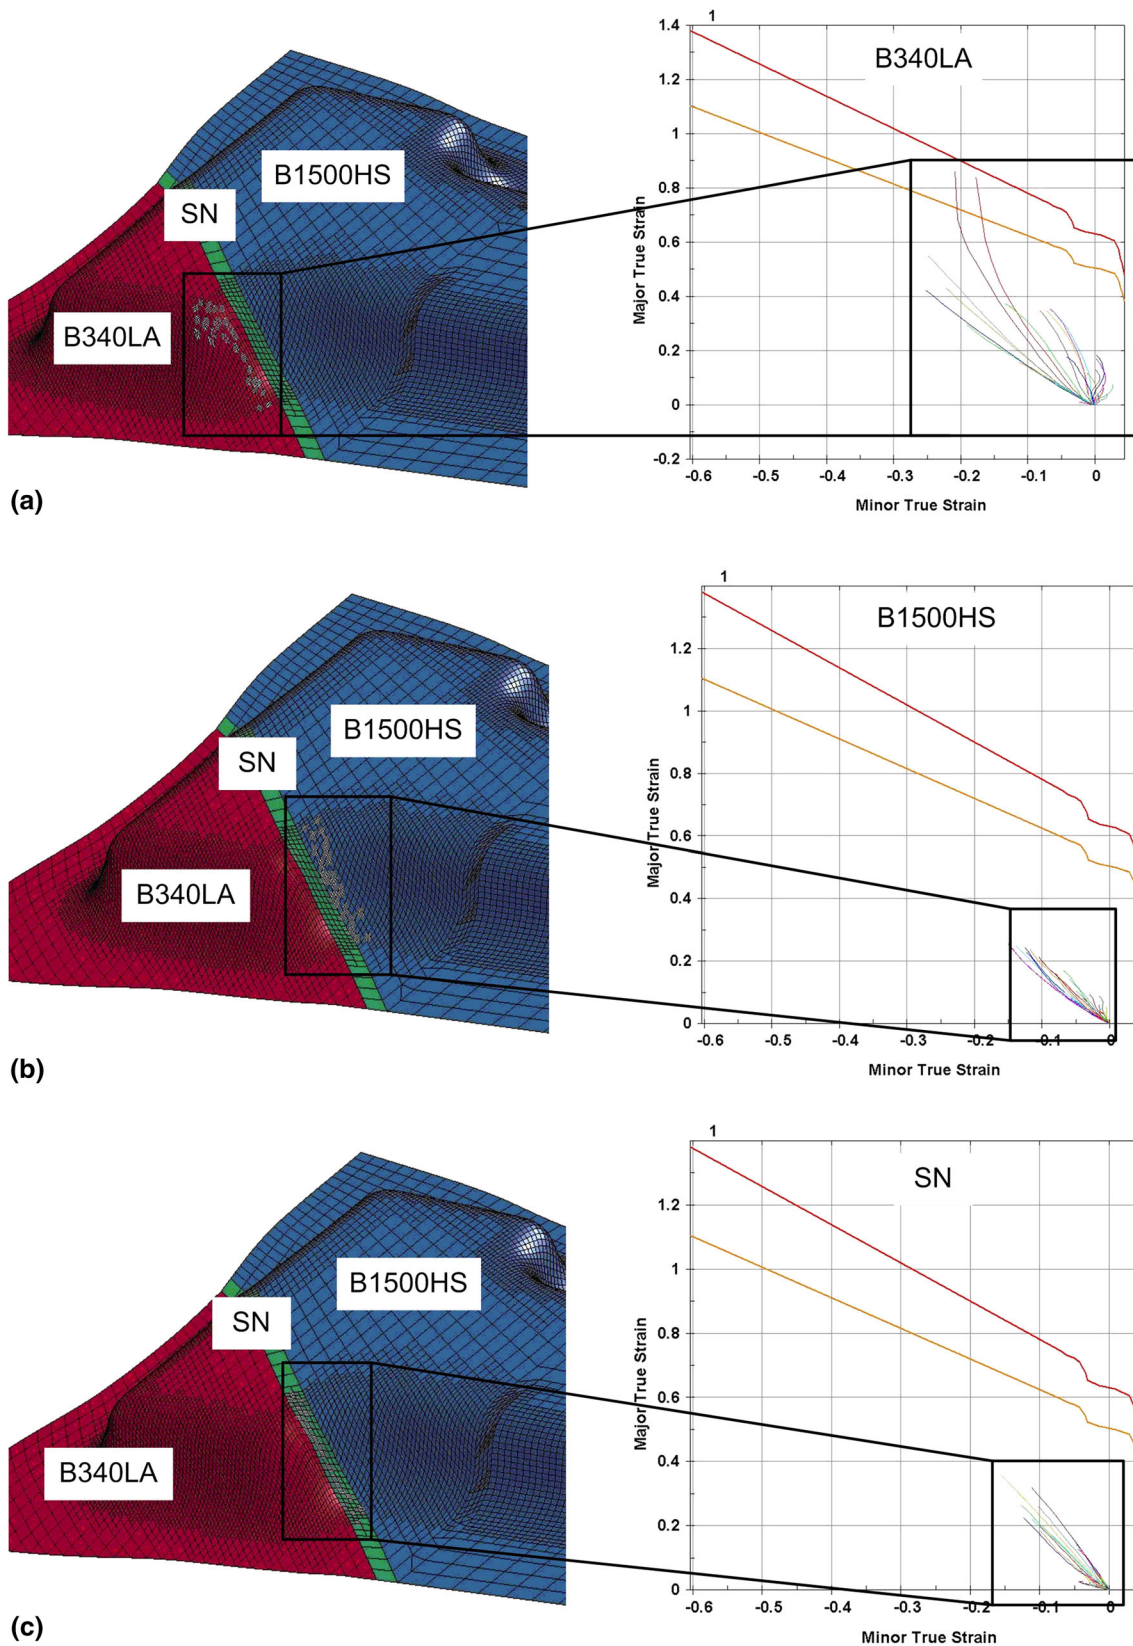 1
1.4
B340LA
1.2
B1500HS
1
SN
0.8
Major True Strain
0.6
B340LA
0.4
0.2
0
-0.2
-0.6 -0.5 -0.4 -0.3 -0.2 -0.1 0
Minor True Strain
(a)
1
B1500HS
1.2
B1500HS
1
SN
0.8
Major True Strain
0.6
B340LA
0.4
0.2
0
-0.6 -0.5 -0.4 -0.3 -0.2 -0.1 0
Minor True Strain
(b)
1
SN
1.2
B1500HS
1
SN
0.8
Major True Strain
0.6
B340LA
0.4
0.2
0
-0.6 -0.5 -0.4 -0.3 -0.2 -0.1 0
Minor True Strain
(c)